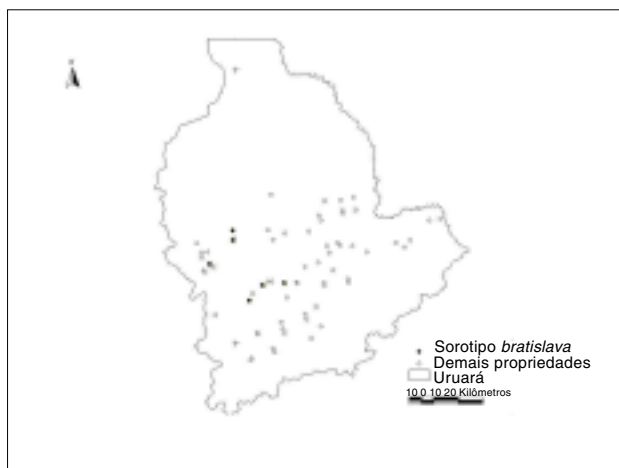 Sorotipo bratislava
Demais propriedades
Uruará
10 0 10 20 Kilômetros